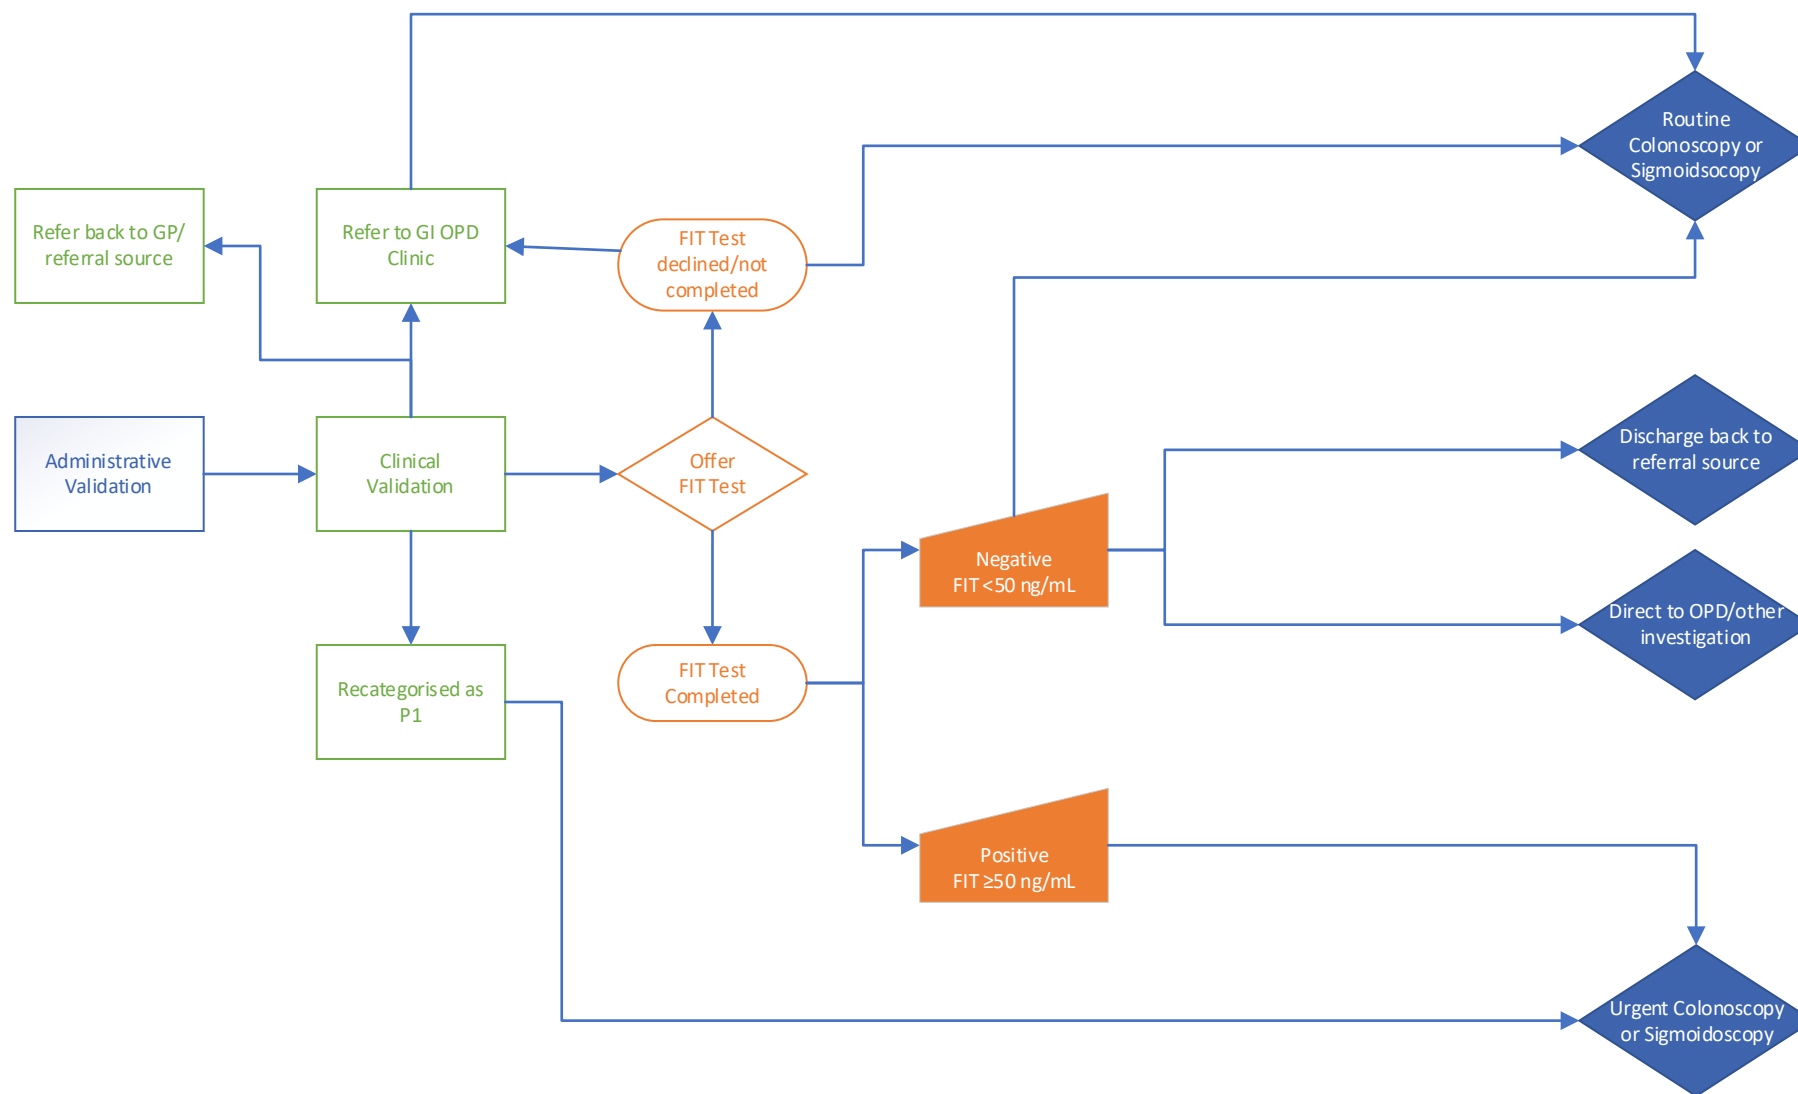 Routine
Colonoscopy or
Sigmoidsocopy
Refer back to GP/
referral source
Refer to GI OPD
Clinic
FIT Test
declined/not
completed
Administrative
Validation
Clinical
Validation
Offer
FIT Test
Discharge back to
referral source
Negative
FIT <50 ng/mL
Direct to OPD/other
investigation
Recategorised as
P1
FIT Test
Completed
Positive
FIT ≥50 ng/mL
Urgent Colonoscopy
or Sigmoidoscopy